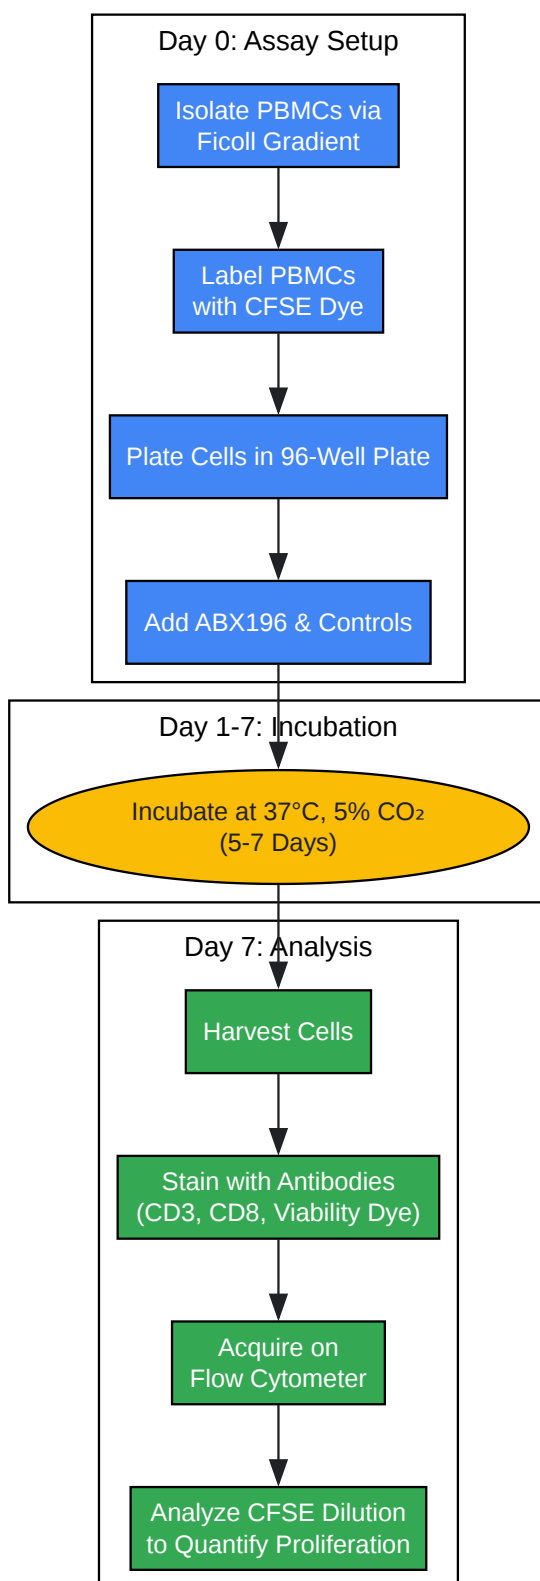 Day 0: Assay Setup
Isolate PBMCs via
Ficoll Gradient
Label PBMCs
with CFSE Dye
Plate Cells in 96-Well Plate
Add ABX196 & Controls
Day 1-7: Incubation
Incubate at 37°C, 5% CO₂
(5-7 Days)
Day 7: Analysis
Harvest Cells
Stain with Antibodies
(CD3, CD8, Viability Dye)
Acquire on
Flow Cytometer
Analyze CFSE Dilution
to Quantify Proliferation